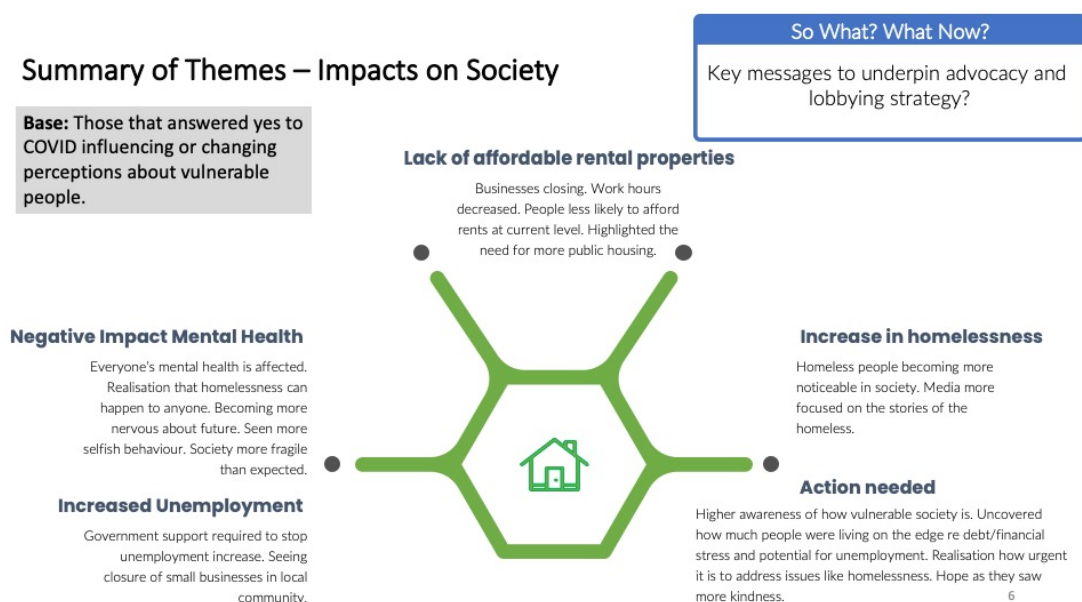 So What? What Now?
Key messages to underpin advocacy and
lobbying strategy?
Summary of Themes – Impacts on Society
Base: Those that answered yes to
COVID influencing or changing
perceptions about vulnerable
people.
Lack of affordable rental properties
Businesses closing. Work hours
decreased. People less likely to afford
rents at current level. Highlighted the
need for more public housing.
Negative Impact Mental Health
Everyone's mental health is affected.
Realisation that homelessness can
happen to anyone. Becoming more
nervous about future. Seen more
selfish behaviour. Society more fragile
than expected.
Increased Unemployment
Government support required to stop
unemployment increase. Seeing
closure of small businesses in local
community.
Increase in homelessness
Homeless people becoming more
noticeable in society. Media more
focused on the stories of the
homeless.
Action needed
Higher awareness of how vulnerable society is. Uncovered
how much people were living on the edge re debt/financial
stress and potential for unemployment. Realisation how urgent
it is to address issues like homelessness. Hope as they saw
more kindness.
6